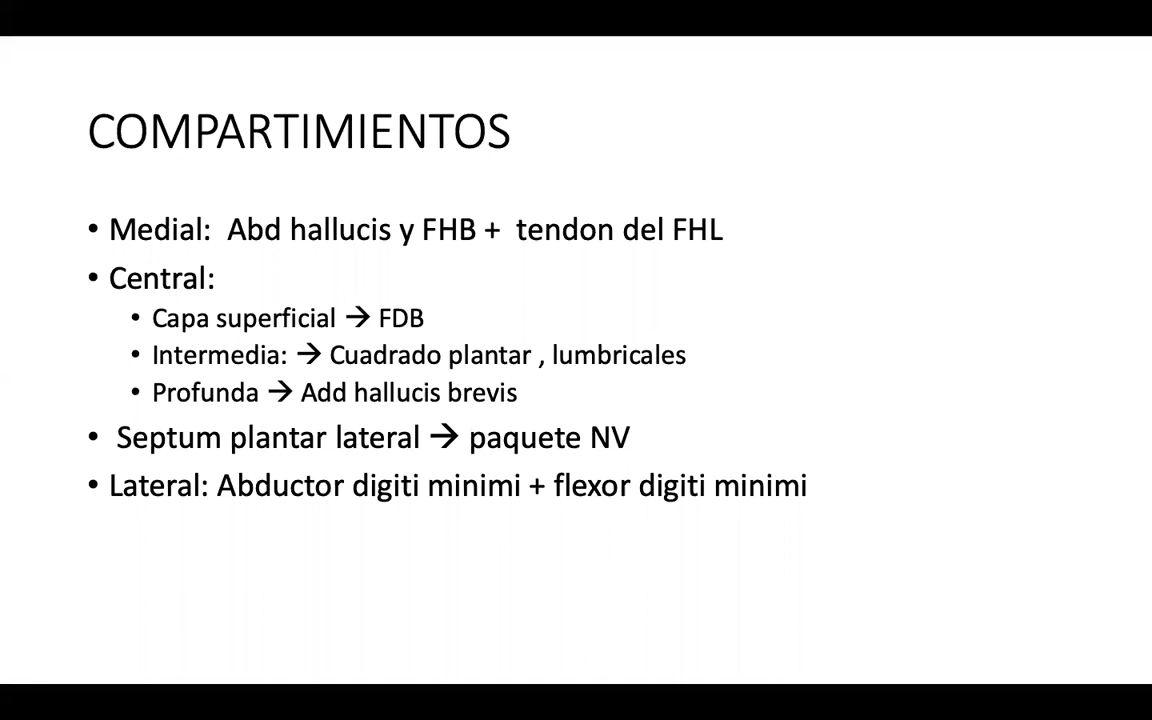 COMPARTIMIENTOS
• Medial: Abd hallucis y FHB + tendon del FHL
• Central:
• Capa superficial → FDB
• Intermedia: → Cuadrado plantar , lumbricales
• Profunda → Add hallucis brevis
• Septum plantar lateral → paquete NV
• Lateral: Abductor digiti minimi + flexor digiti minimi